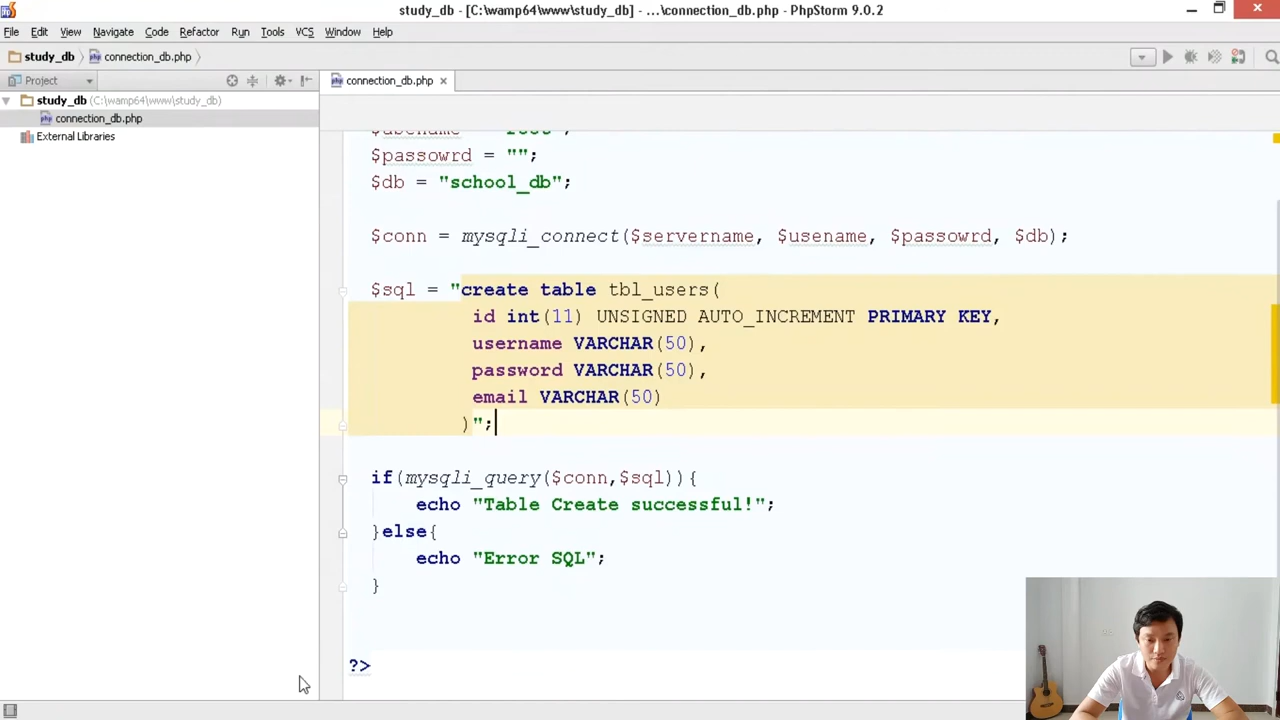 study_db - [C:\wamp64\www\study_db] - ...\connection_db.php - PhpStorm 9.0.2
File Edit View Navigate Code Refactor Run Tools VCS Window Help
study_db connection_db.php
Project connection_db.php
study_db (C:\wamp64\www\study_db)
connection_db.php
External Libraries
$passowrd = "";
$db = "school_db";
$conn = mysqli_connect($servername, $usename, $passowrd, $db);
$sql = "create table tbl_users(
id int(11) UNSIGNED AUTO_INCREMENT PRIMARY KEY,
username VARCHAR(50),
password VARCHAR(50),
email VARCHAR(50)
)";
if(mysqli_query($conn,$sql)){
echo "Table Create successful!";
}else{
echo "Error SQL";
}
?>